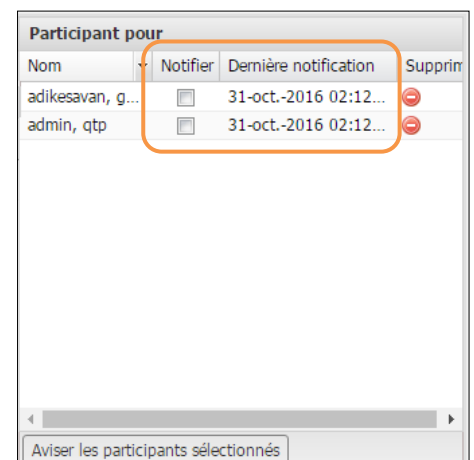 Participant pour
Nom Notifier Dernière notification Supprim
adikesavan, g... 31-oct.-2016 02:12...
admin, qtp 31-oct.-2016 02:12...
Aviser les participants sélectionnés